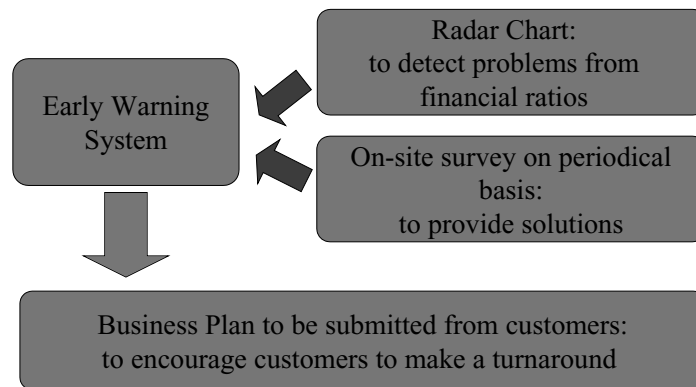 Early Warning
System
Radar Chart:
to detect problems from
financial ratios
On-site survey on periodical
basis:
to provide solutions
Business Plan to be submitted from customers:
to encourage customers to make a turnaround